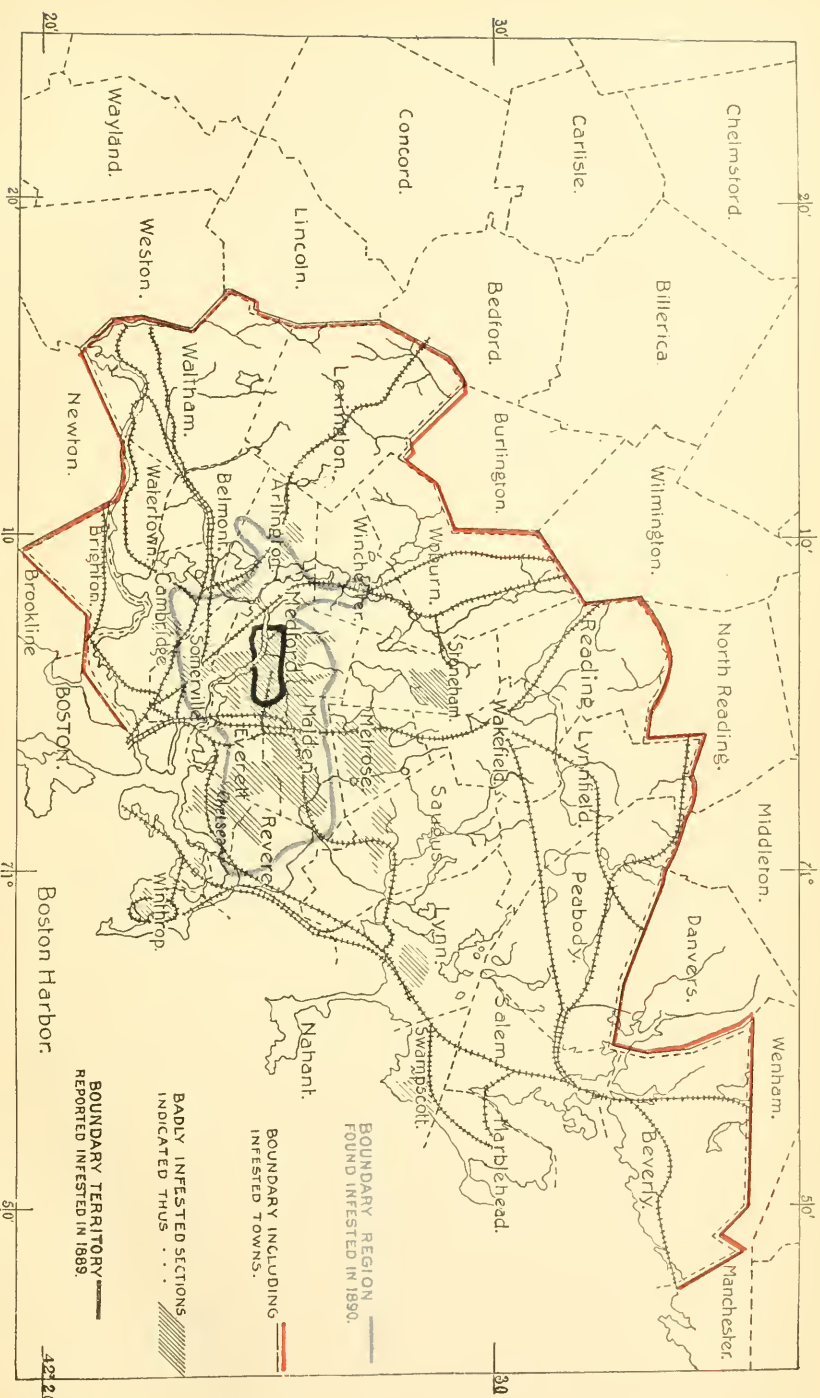 Chelmsford.
Carlisle.
Concord.
Wayland.
Billerica
Bedford.
Lincoln.
Weston.
Wilmington.
Burlington.
Lexington.
Waltham.
Newton.
North Reading.
Reading
Woburn.
Winchester.
Arlington
Belmont.
Watertown.
Brighton.
Brookline
Middleton.
Lynnfield.
Wakefield.
Stoneham
Melrose.
Medford
Malden.
Somerville
Cambridge
BOSTON.
Danvers.
Peabody.
Saugus.
Lynn.
Everett
Revere
Chelsea
Winthrop.
Boston Harbor.
Wenham.
Beverly.
Manchester.
Salem
Marblehead.
Swampscott.
Nahant.
BOUNDARY REGION
FOUND INFESTED IN 1890.
BOUNDARY INCLUDING
INFESTED TOWNS.
BADLY INFESTED SECTIONS
INDICATED THUS . . .
BOUNDARY TERRITORY
REPORTED INFESTED IN 1889.
20'
30'
20'
20'
10
10'
71°
71°
50'
50'
30